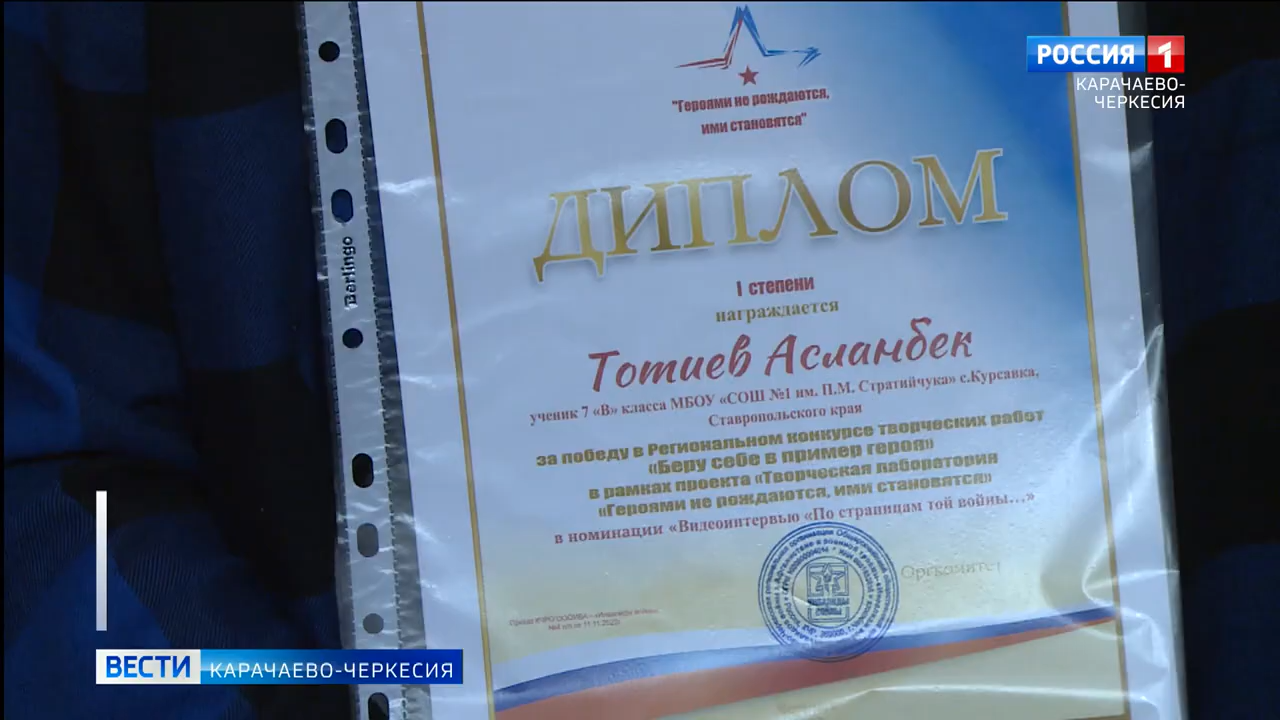 РОССИЯ 1
КАРАЧАЕВО-
ЧЕРКЕСИЯ
"Героями не рождаются,
ими становятся"
ДИПЛОМ
I степени
награждается
Тотиев Асланбек
ученик 7 «В» класса МБОУ «СОШ №1 им. П.М. Стратийчука» с.Курсавка,
Ставропольского края
за победу в Региональном конкурсе творческих работ
«Беру себе в пример героя»
в рамках проекта «Творческая лаборатория
«Героями не рождаются, ими становятся»
в номинации «Видеоинтервью «По страницам той войны…»
Оргкомитет
Berlingo
ВЕСТИ КАРАЧАЕВО-ЧЕРКЕСИЯ